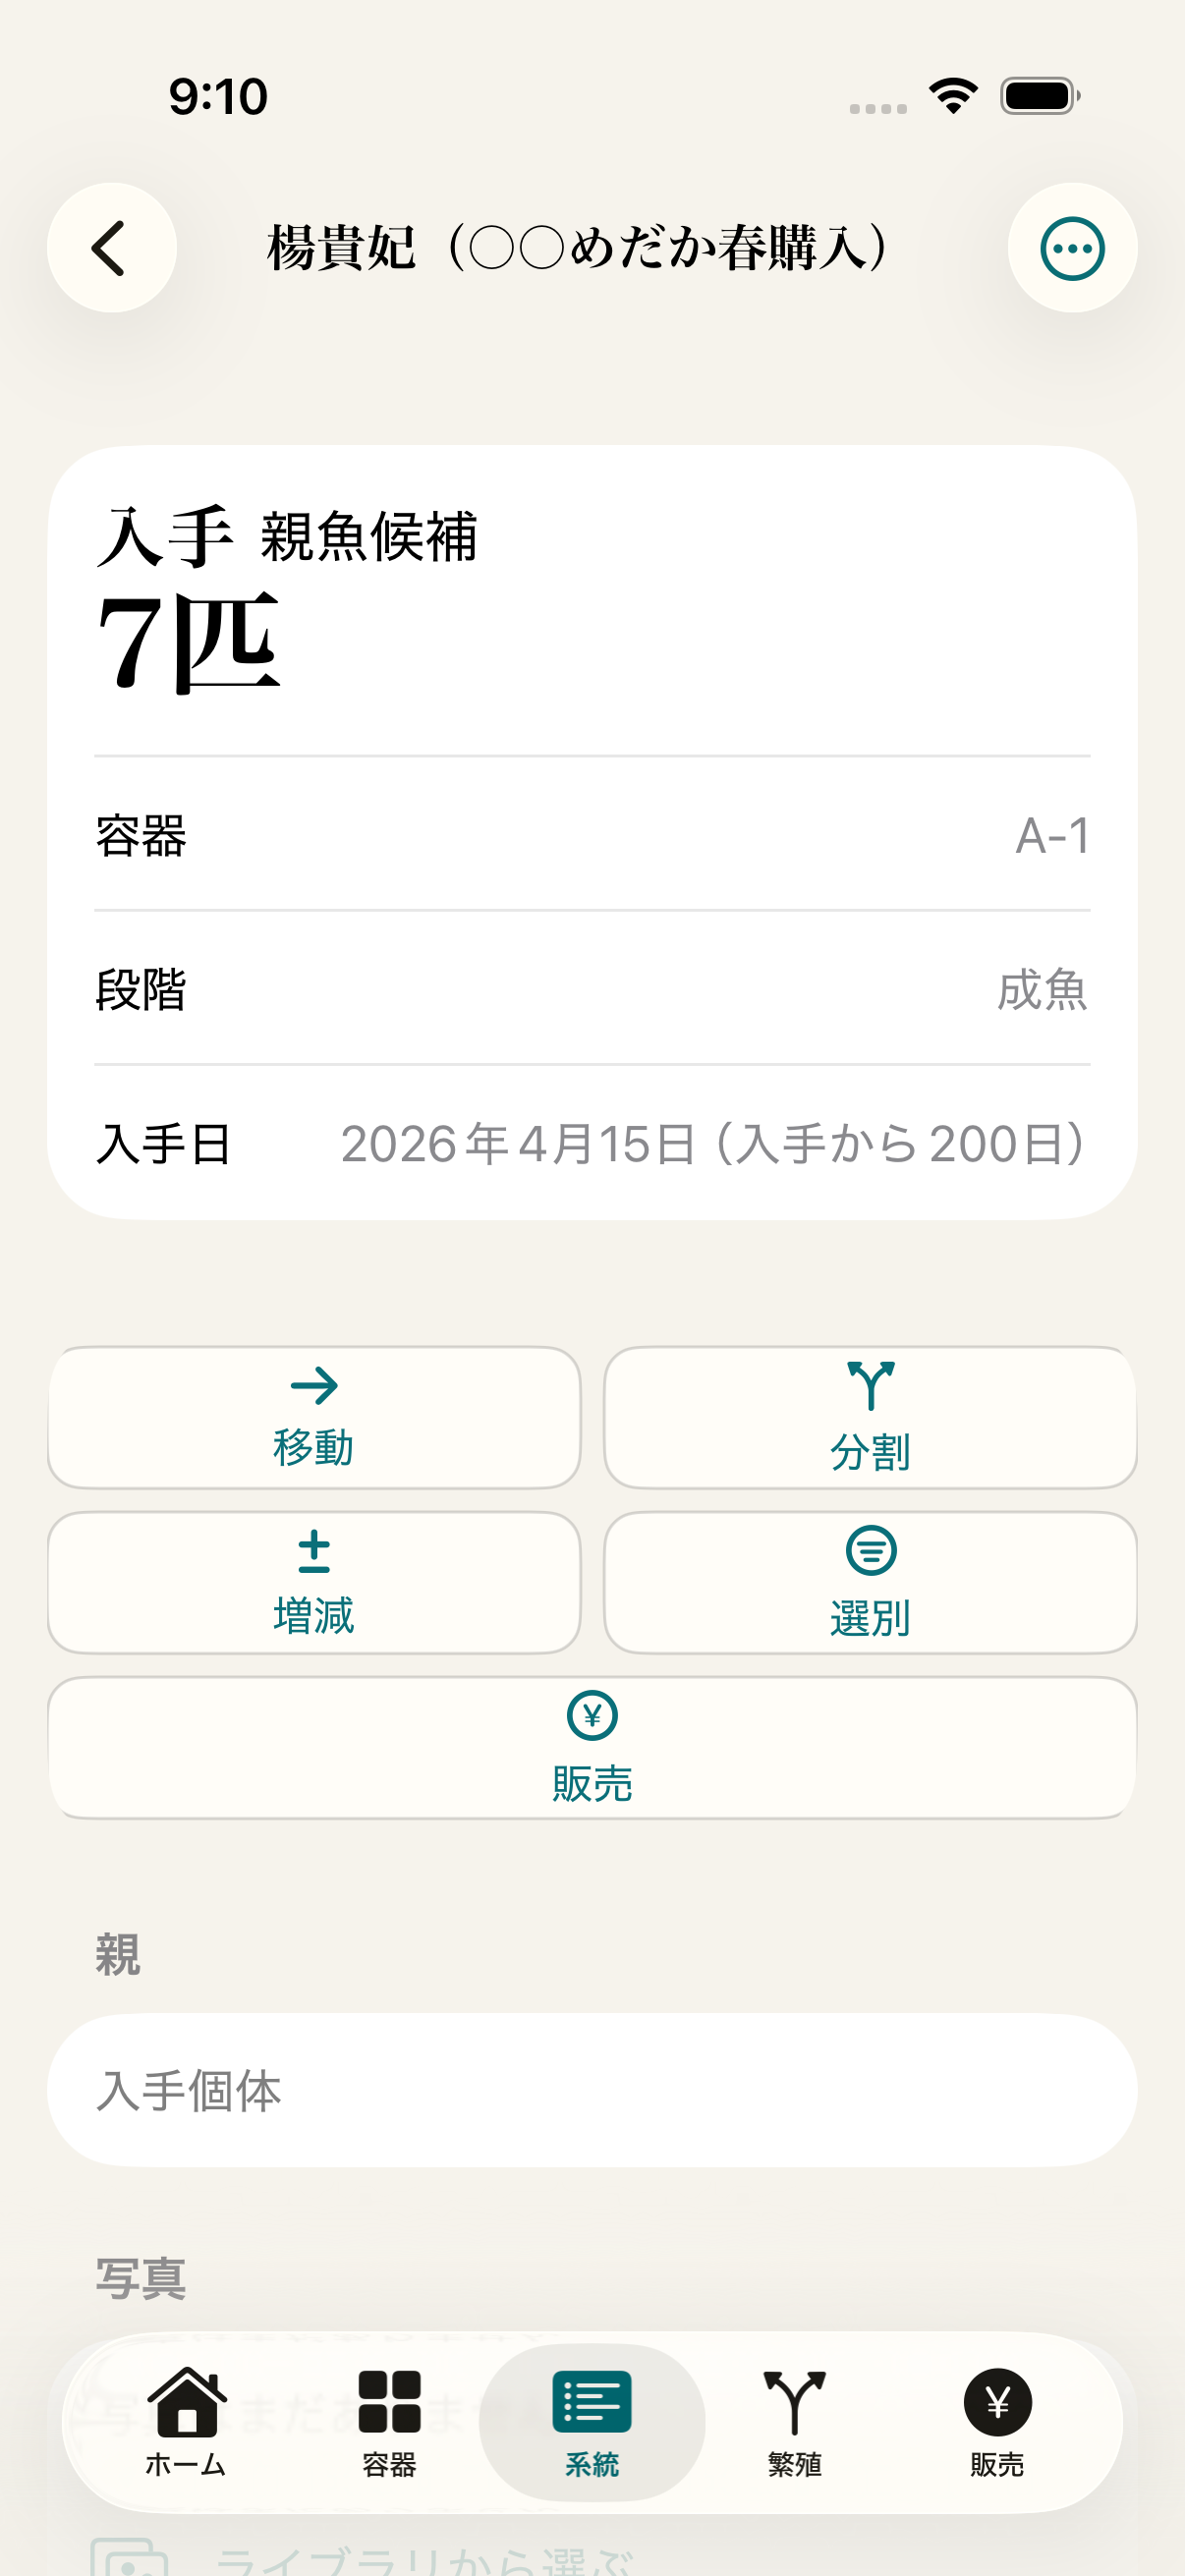 9:10
楊貴妃（〇〇めだか春購入）
入手 親魚候補
7匹
容器 A-1
段階 成魚
入手日 2026年4月15日（入手から200日）
移動
分割
増減
選別
¥
販売
親
入手個体
写真
ホーム
容器
系統
繁殖
¥
販売
ライブラリから選ぶ